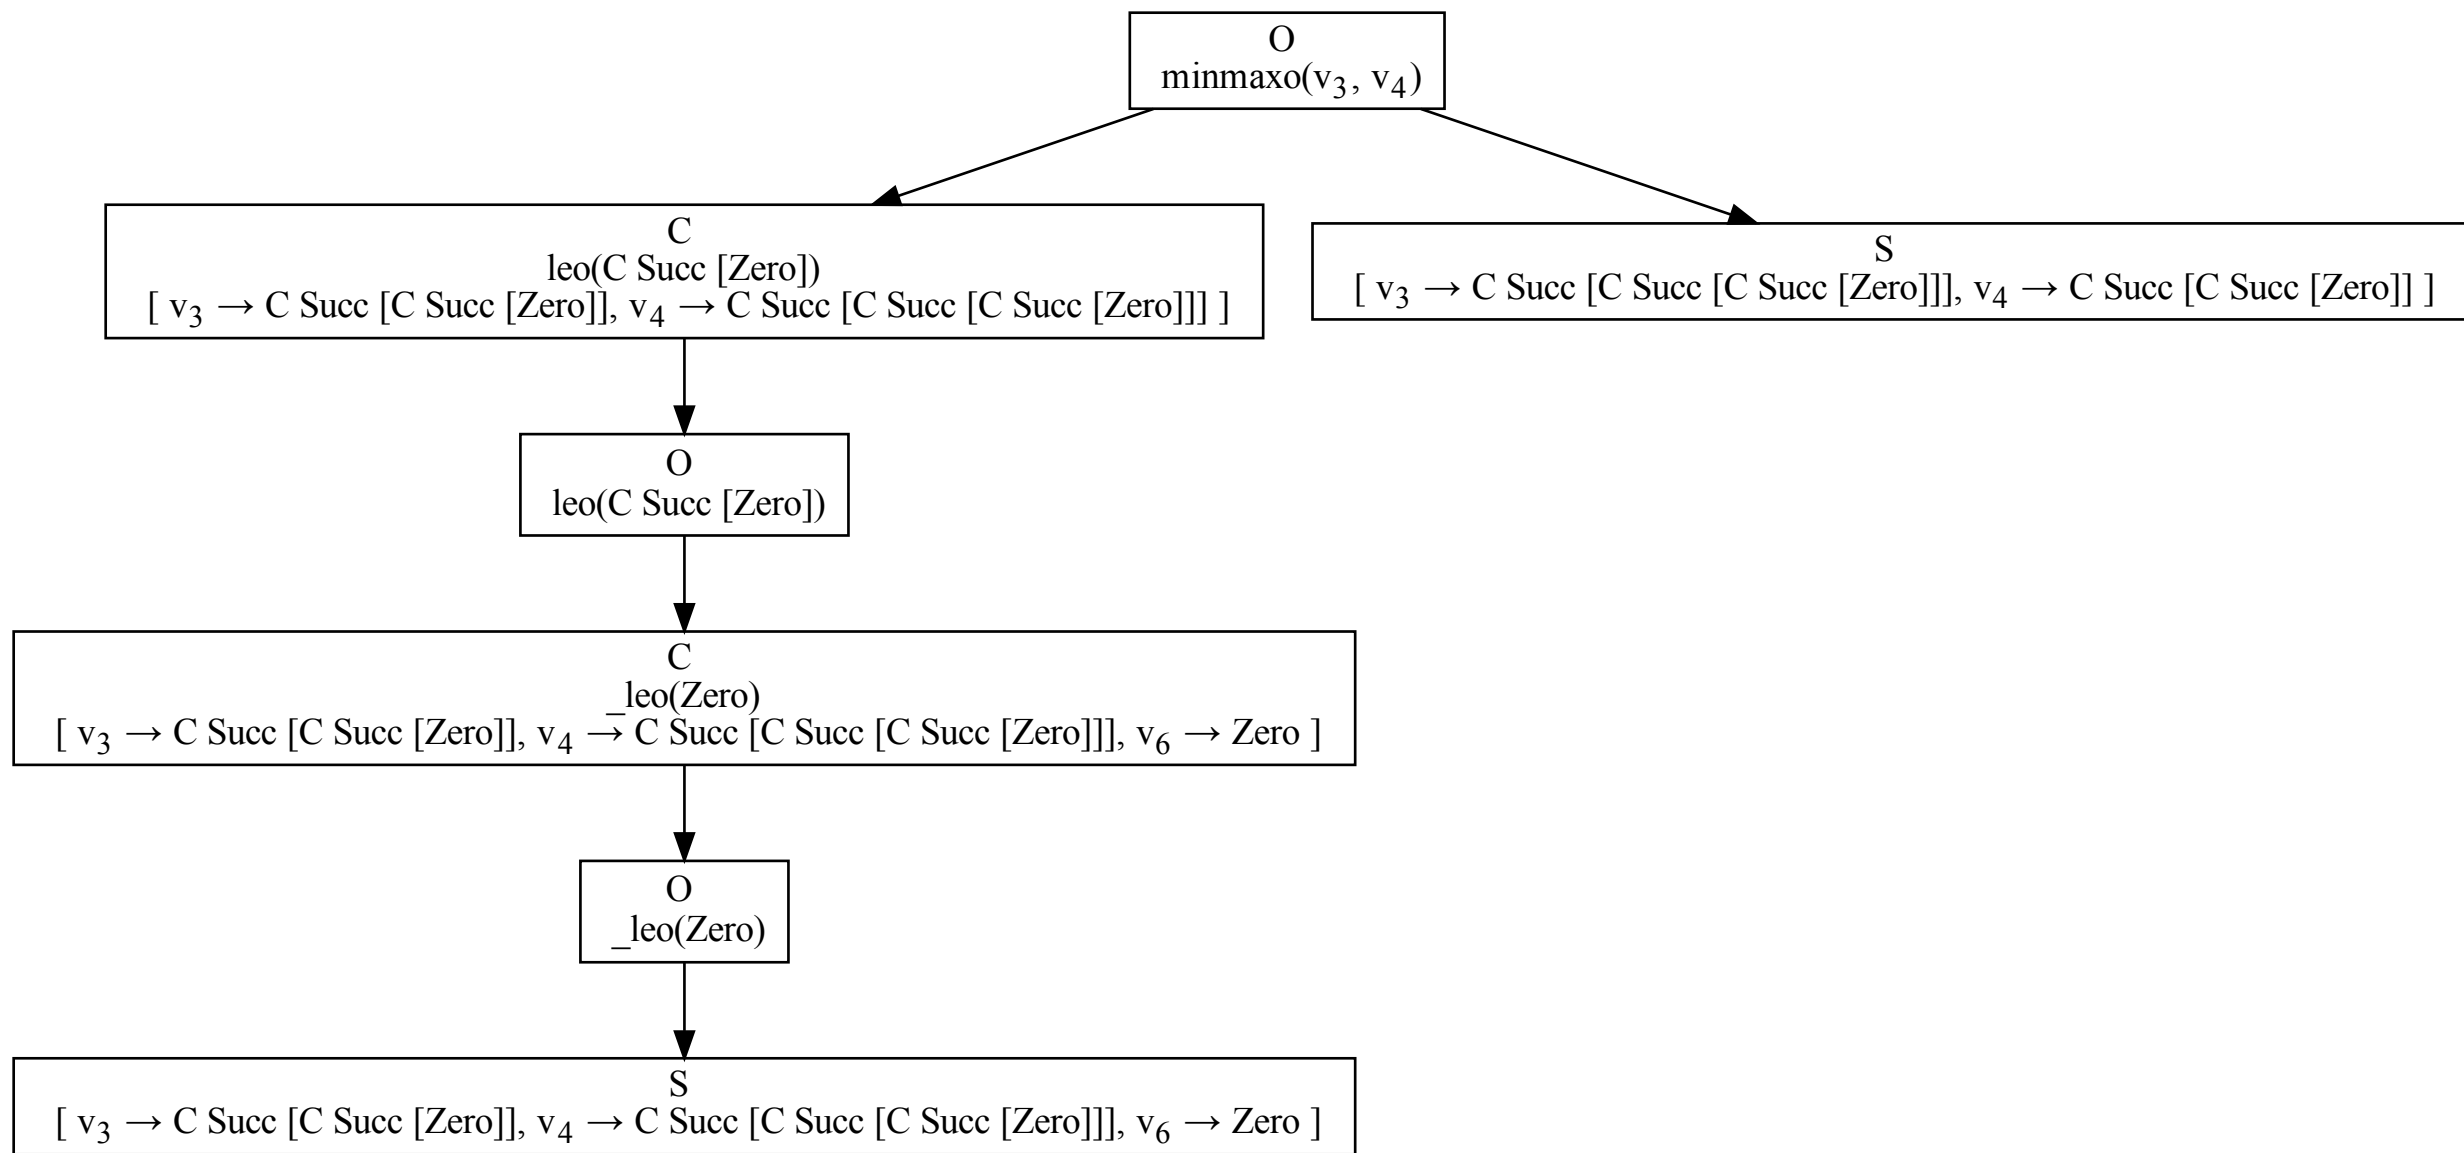 O
minmaxo(v₃, v₄)
C
leo(C Succ [Zero])
[ v₃ → C Succ [C Succ [Zero]], v₄ → C Succ [C Succ [C Succ [Zero]]] ]
S
[ v₃ → C Succ [C Succ [C Succ [Zero]]], v₄ → C Succ [C Succ [Zero]] ]
O
leo(C Succ [Zero])
C
_leo(Zero)
[ v₃ → C Succ [C Succ [Zero]], v₄ → C Succ [C Succ [C Succ [Zero]]], v₆ → Zero ]
O
_leo(Zero)
S
[ v₃ → C Succ [C Succ [Zero]], v₄ → C Succ [C Succ [C Succ [Zero]]], v₆ → Zero ]